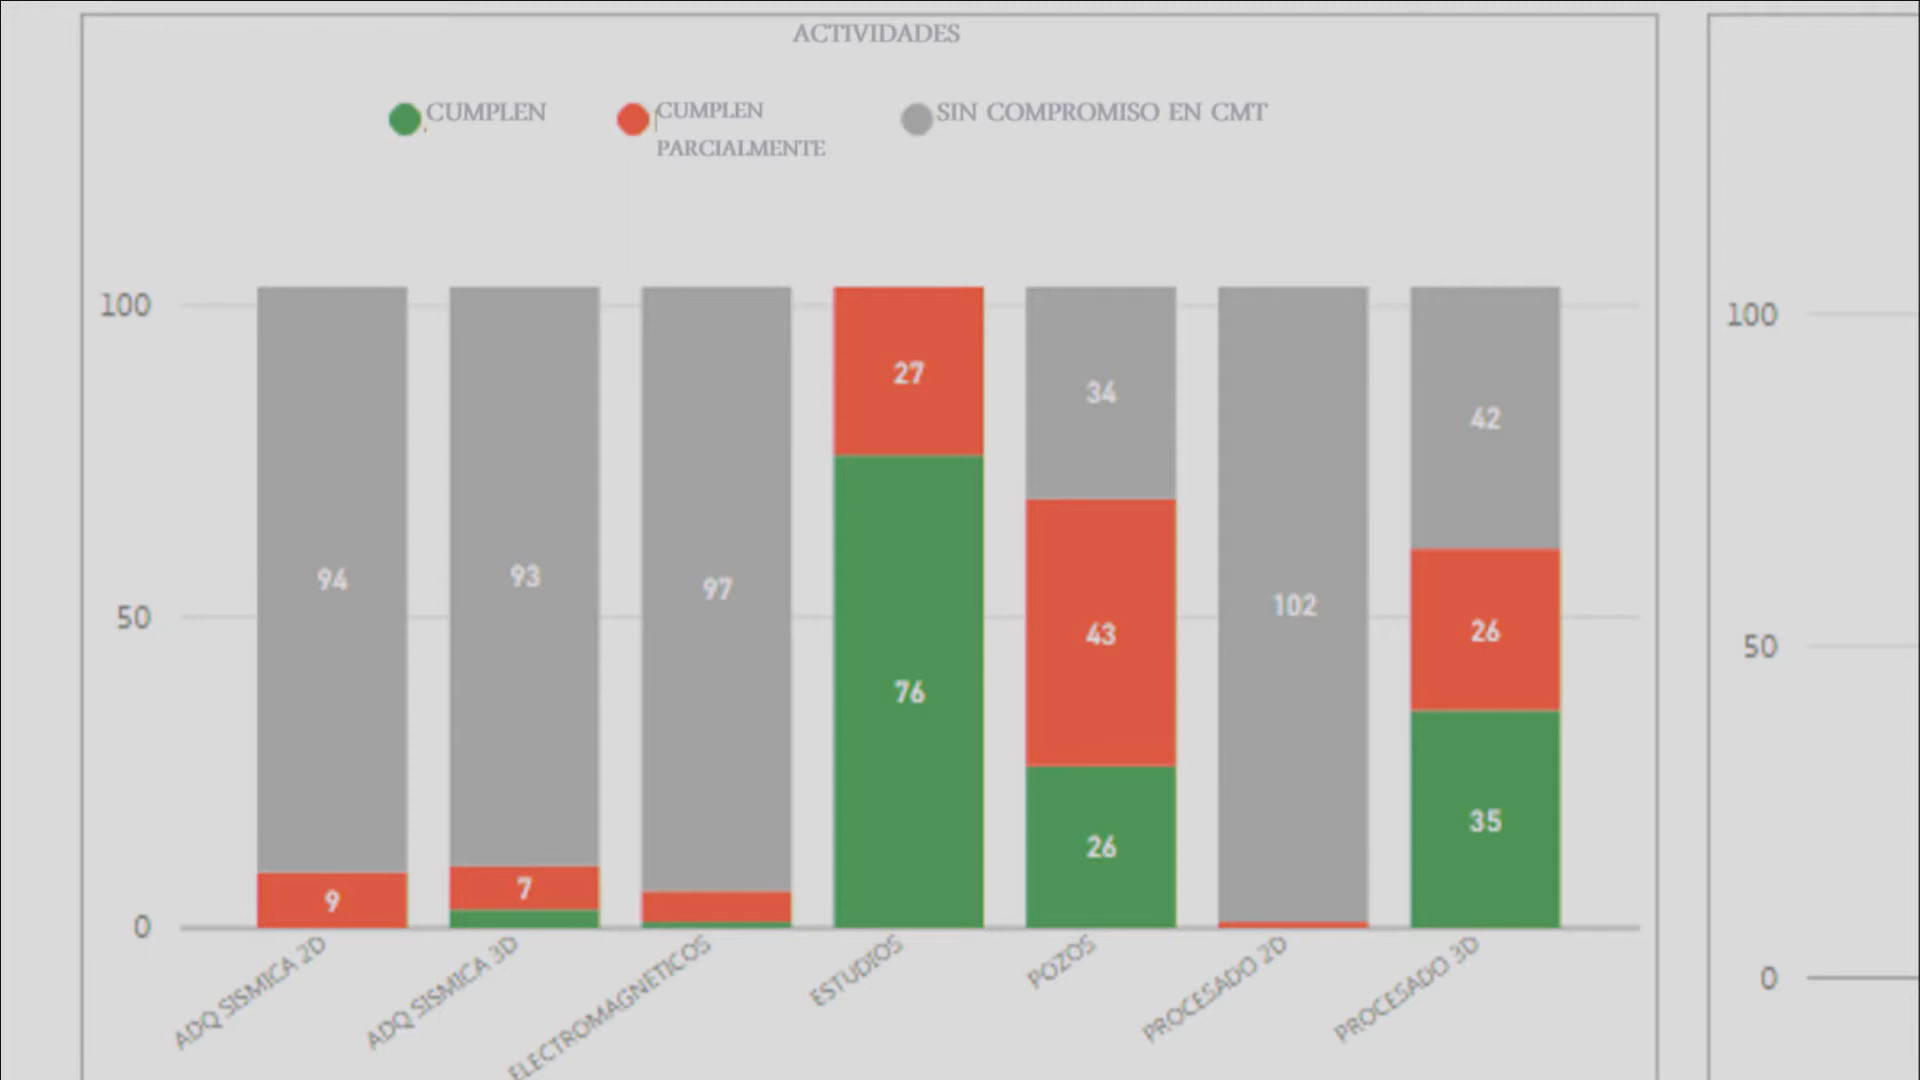 ACTIVIDADES
CUMPLEN
CUMPLEN
PARCIALMENTE
SIN COMPROMISO EN CMT
100
50
0
94
9
93
7
97
27
76
34
43
26
102
42
26
35
ADQ SISMICA 2D
ADQ SISMICA 3D
ELECTROMAGNETICOS
ESTUDIOS
POZOS
PROCESADO 2D
PROCESADO 3D
100
50
0